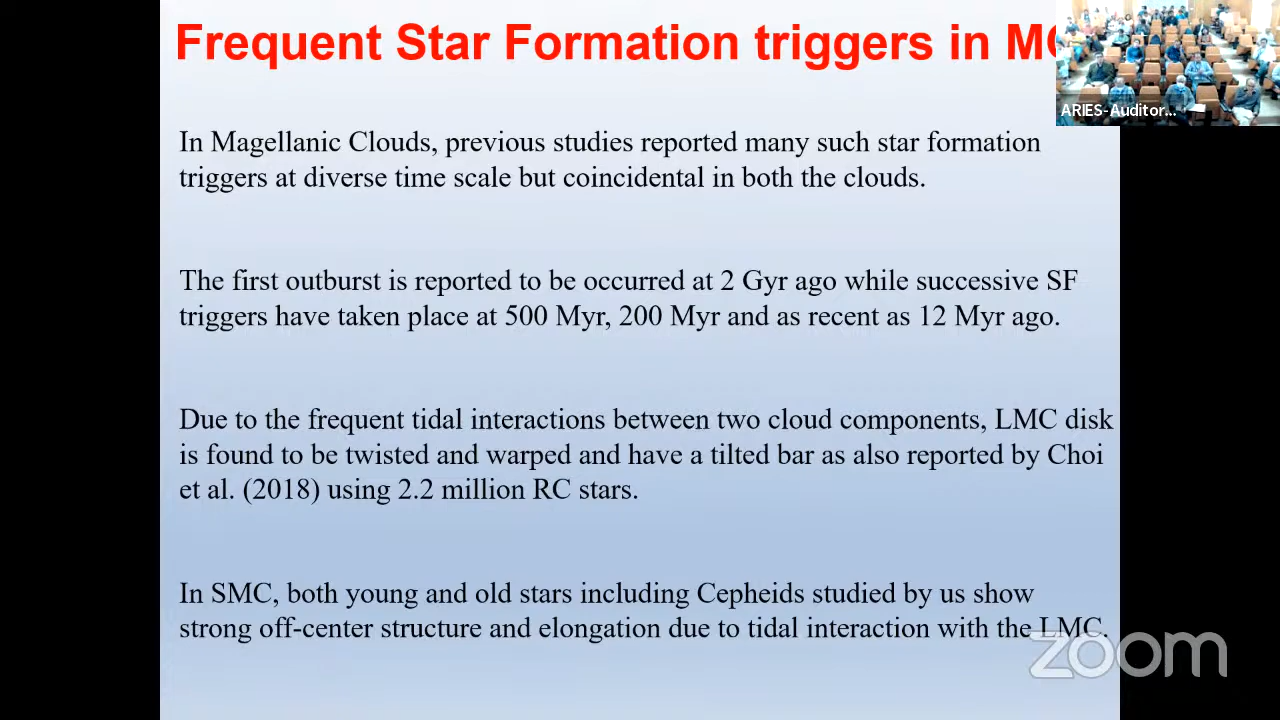 Frequent Star Formation triggers in
ARIES-Auditor...
In Magellanic Clouds, previous studies reported many such star formation
triggers at diverse time scale but coincidental in both the clouds.
The first outburst is reported to be occurred at 2 Gyr ago while successive SF
triggers have taken place at 500 Myr, 200 Myr and as recent as 12 Myr ago.
Due to the frequent tidal interactions between two cloud components, LMC disk
is found to be twisted and warped and have a tilted bar as also reported by Choi
et al. (2018) using 2.2 million RC stars.
In SMC, both young and old stars including Cepheids studied by us show
strong off-center structure and elongation due to tidal interaction with the LMC.
zoom